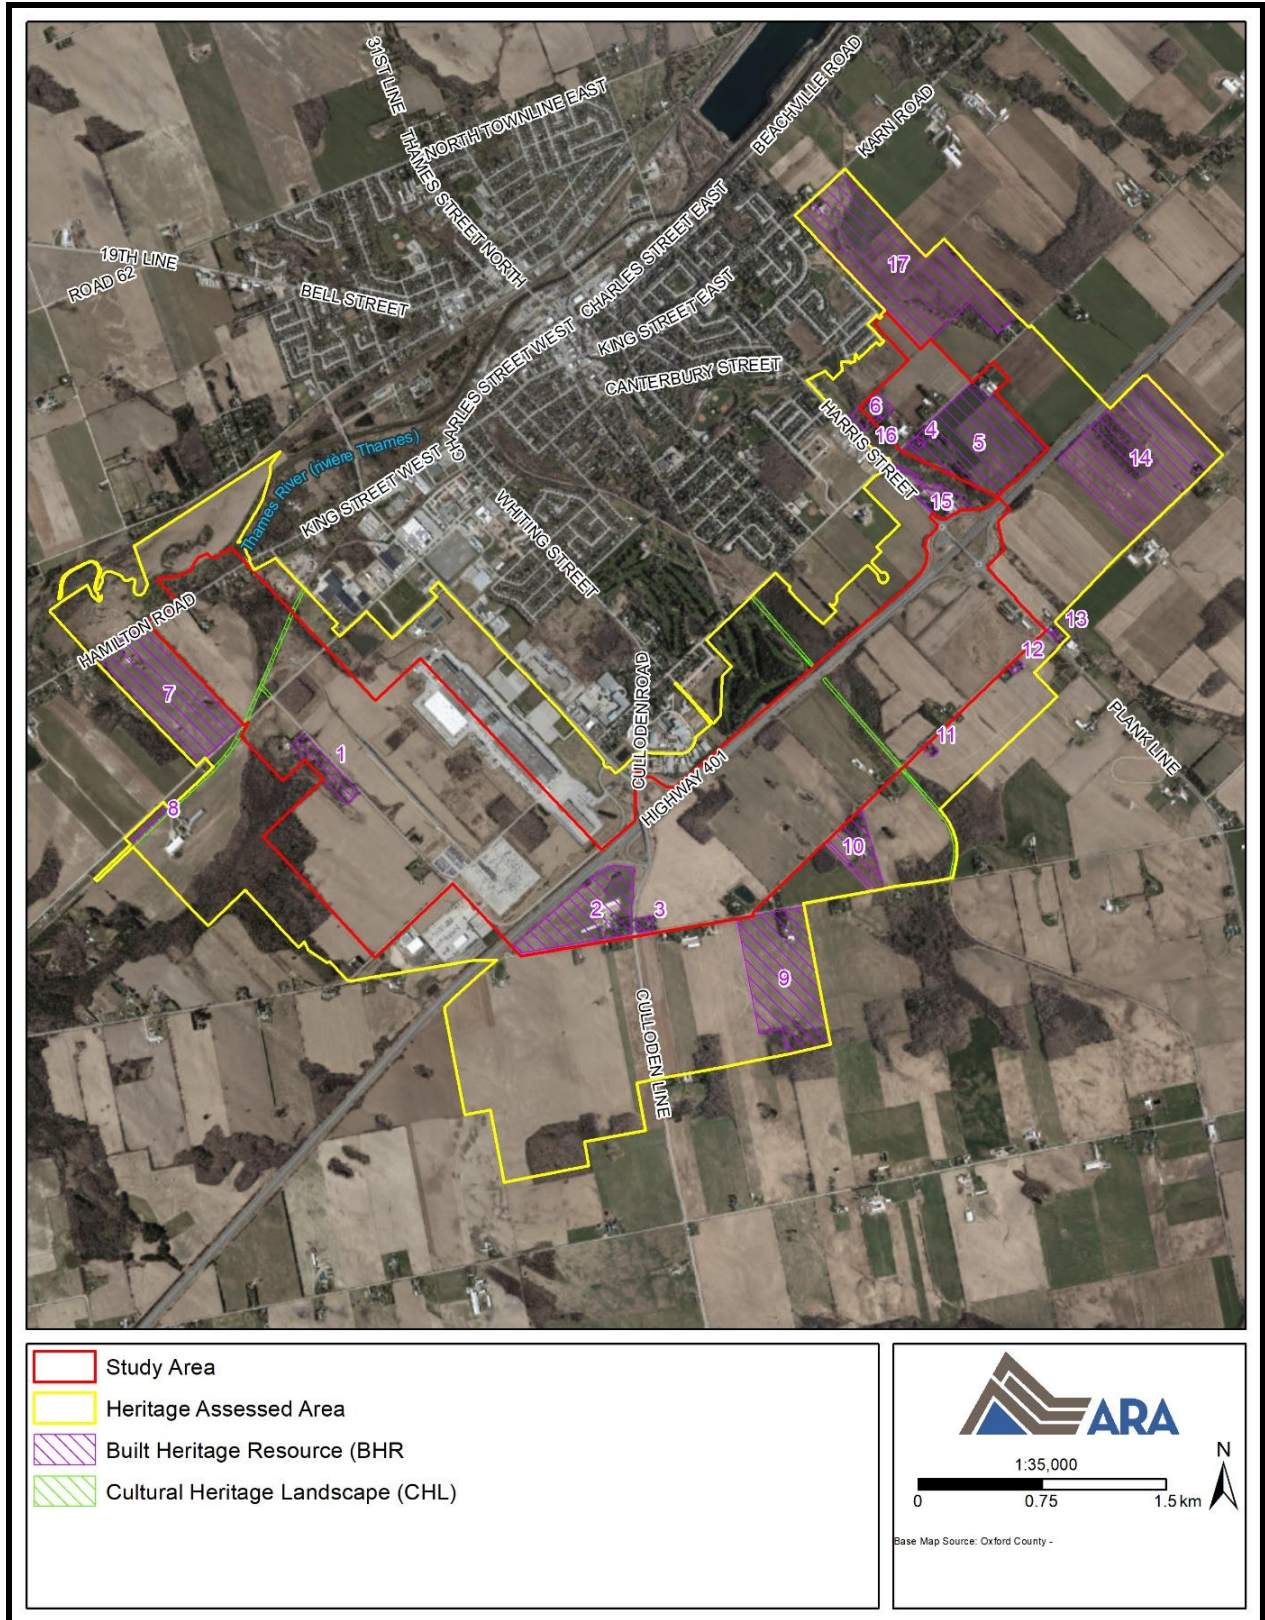 31ST LINE
NORTH TOWNLINE EAST
BEACHVILLE ROAD
KARN ROAD
THAMES STREET NORTH
19TH LINE
ROAD 62
BELL STREET
CHARLES STREET EAST
KING STREET EAST
CHARLES STREET WEST
CANTERBURY STREET
17
6
16
4
5
HARRIS STREET
14
15
Thames River (rivière Thames)
KING STREET WEST
WHITING STREET
HAMILTON ROAD
13
12
7
CULLODEN ROAD
PLANK LINE
11
1
HIGHWAY 401
8
10
2
3
9
CULLODEN LINE
Study Area
Heritage Assessed Area
Built Heritage Resource (BHR
Cultural Heritage Landscape (CHL)
ARA
1:35,000
N
0 0.75 1.5 km
Base Map Source: Oxford County -